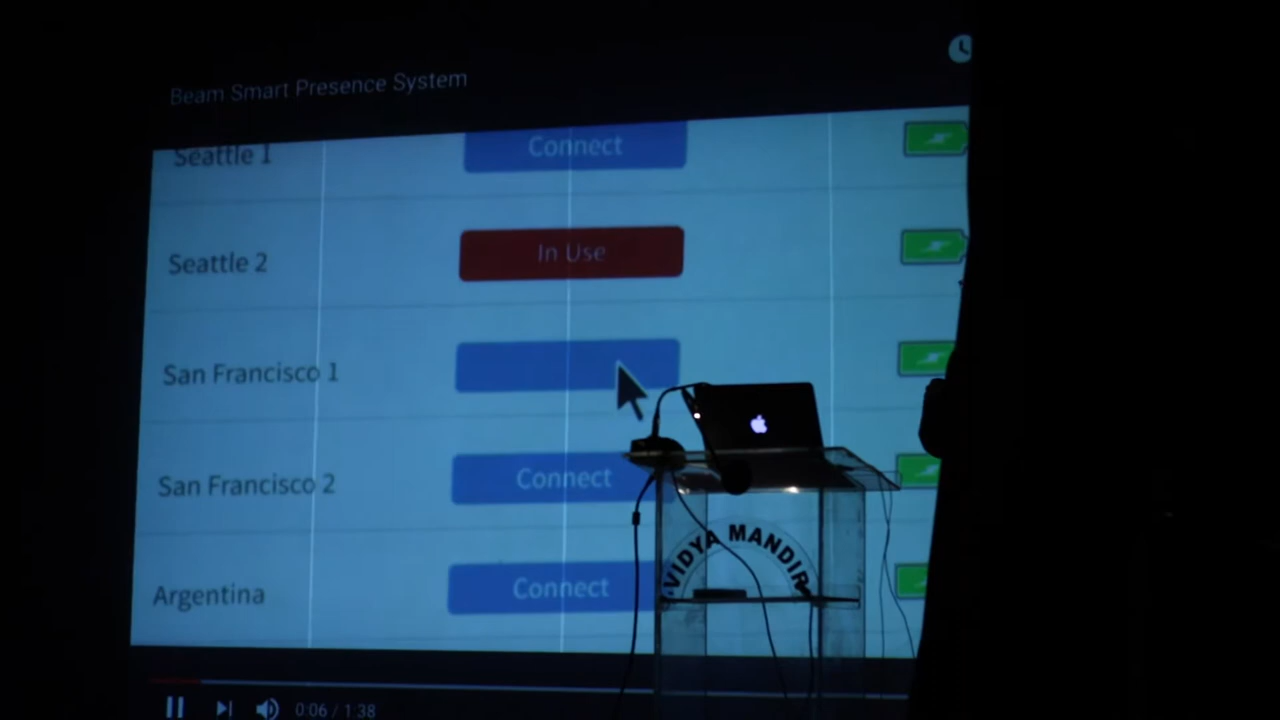 Beam Smart Presence System
Seattle 1
Connect
Seattle 2
In Use
San Francisco 1
San Francisco 2
Connect
Argentina
Connect
VIDYA MANDIR
0:06 / 1:38